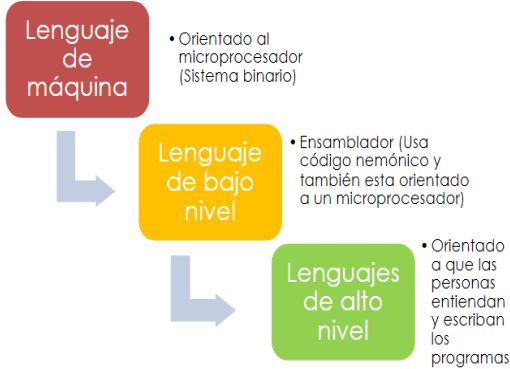 Lenguaje
de
máquina
• Orientado al
microprocesador
(Sistema binario)
Lenguaje
de bajo
nivel
• Ensamblador (Usa
código nemónico y
también esta orientado
a un microprocesador)
Lenguajes
de alto
nivel
• Orientado
a que las
personas
entiendan
y escriban
los
programas